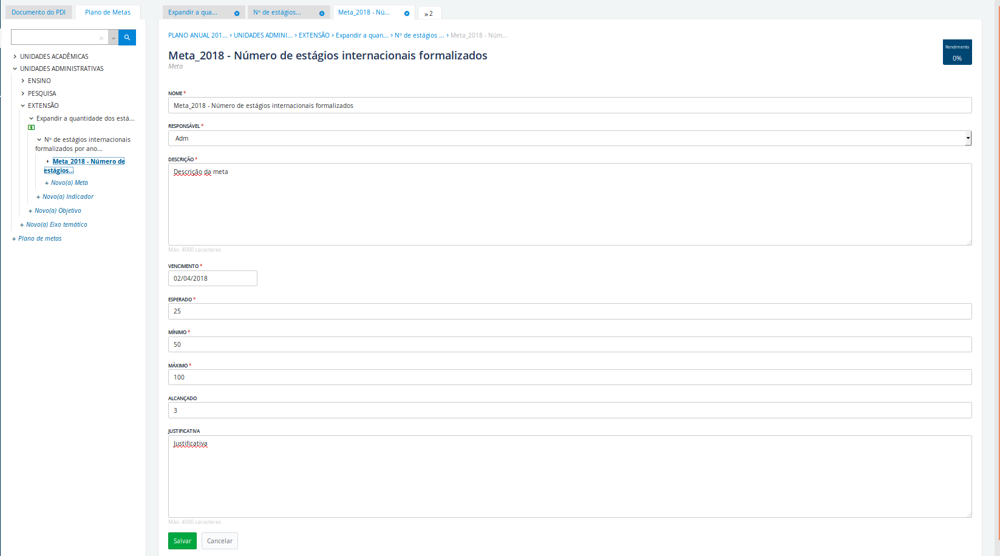 Documento do PDI
Plano de Metas
Expandir a qua...
Nº de estágios...
Meta_2018 - Nú...
»2
UNIDADES ACADÊMICAS
UNIDADES ADMINISTRATIVAS
ENSINO
PESQUISA
EXTENSÃO
Expandir a quantidade dos está...
Nº de estágios internacionais
formalizados por ano...
Meta_2018 - Número de
estágios...
+ Novo(a) Meta
+ Novo(a) Indicador
+ Novo(a) Objetivo
+ Novo(a) Eixo temático
+ Plano de metas
PLANO ANUAL 201... › UNIDADES ADMINI... › EXTENSÃO › Expandir a quan... › Nº de estágios ... › Meta_2018 - Núm...
Rendimento
0%
Meta_2018 - Número de estágios internacionais formalizados
Meta
NOME *
Meta_2018 - Número de estágios internacionais formalizados
RESPONSÁVEL *
Adm
DESCRIÇÃO *
Descrição da meta
Máx. 4000 caracteres
VENCIMENTO *
02/04/2018
ESPERADO *
25
MÍNIMO *
50
MÁXIMO *
100
ALCANÇADO
3
JUSTIFICATIVA
Justificativa
Máx. 4000 caracteres
Salvar
Cancelar